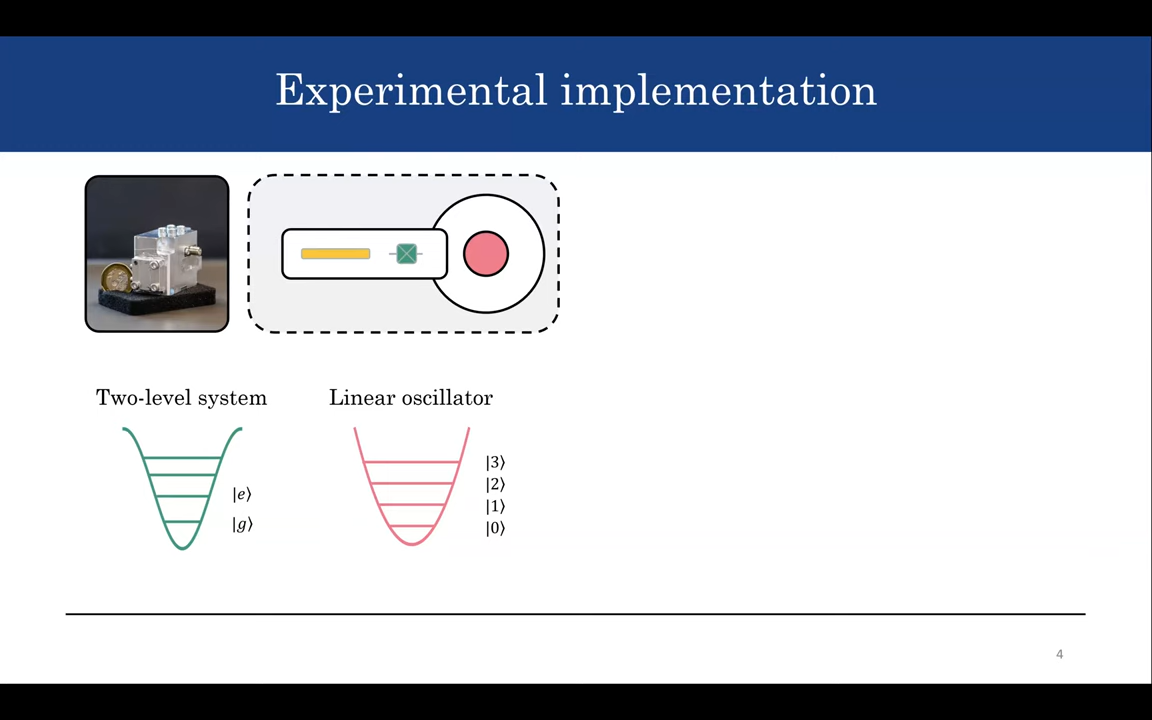 Experimental implementation
Two-level system
Linear oscillator
|e⟩
|g⟩
|3⟩
|2⟩
|1⟩
|0⟩
4